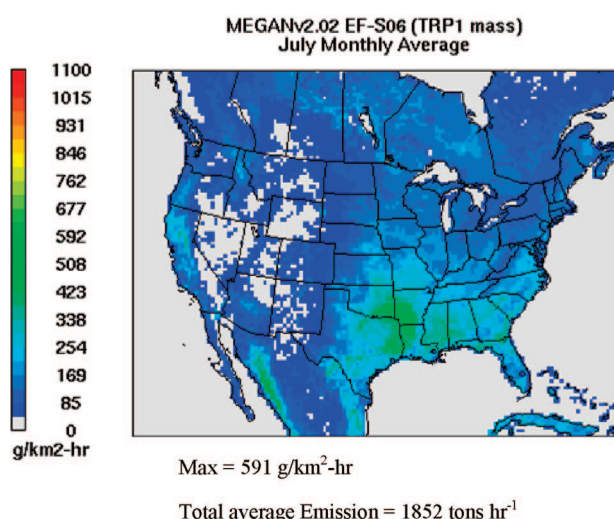 MEGANv2.02 EF-S06 (TRP1 mass)
July Monthly Average
1100
1015
931
846
762
677
592
508
423
338
254
169
85
0
g/km2-hr
Max = 591 g/km²-hr
Total average Emission = 1852 tons hr⁻¹